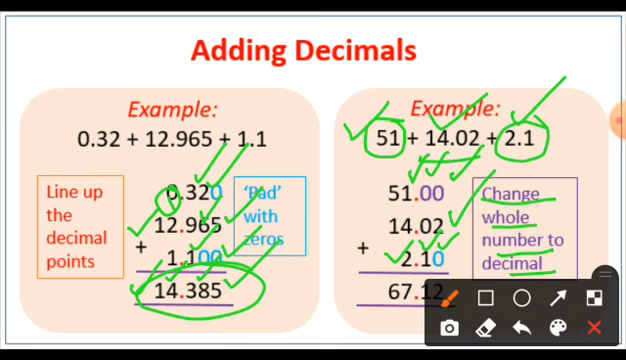 Adding Decimals
Example:
0.32 + 12.965 + 1.1
Line up
the
decimal
points
1
0.320
12.965
+
1.100
14.385
'Pad'
with
zeros
Example:
51 + 14.02 + 2.1
51.00
14.02
+
2.10
67.12
Change
whole
number to
decimal